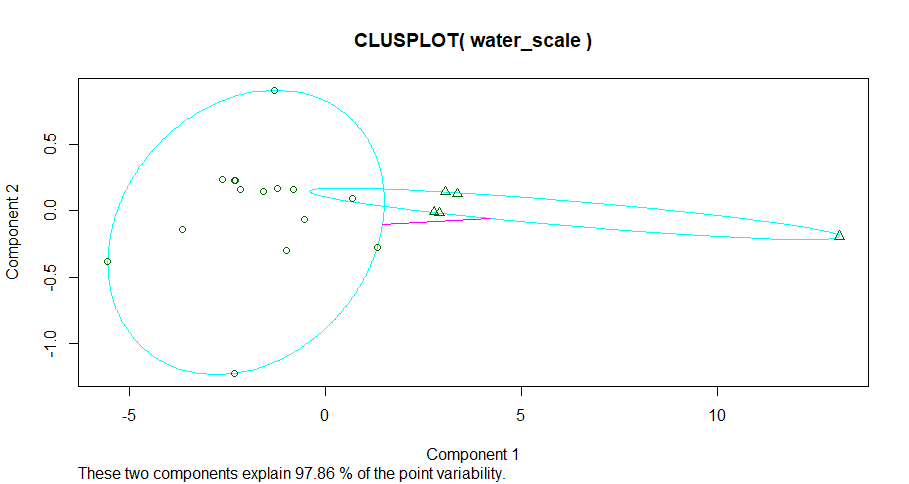 CLUSPLOT( water_scale )
Component 2
0.5
0.0
-0.5
-1.0
-5
0
5
10
Component 1
These two components explain 97.86 % of the point variability.